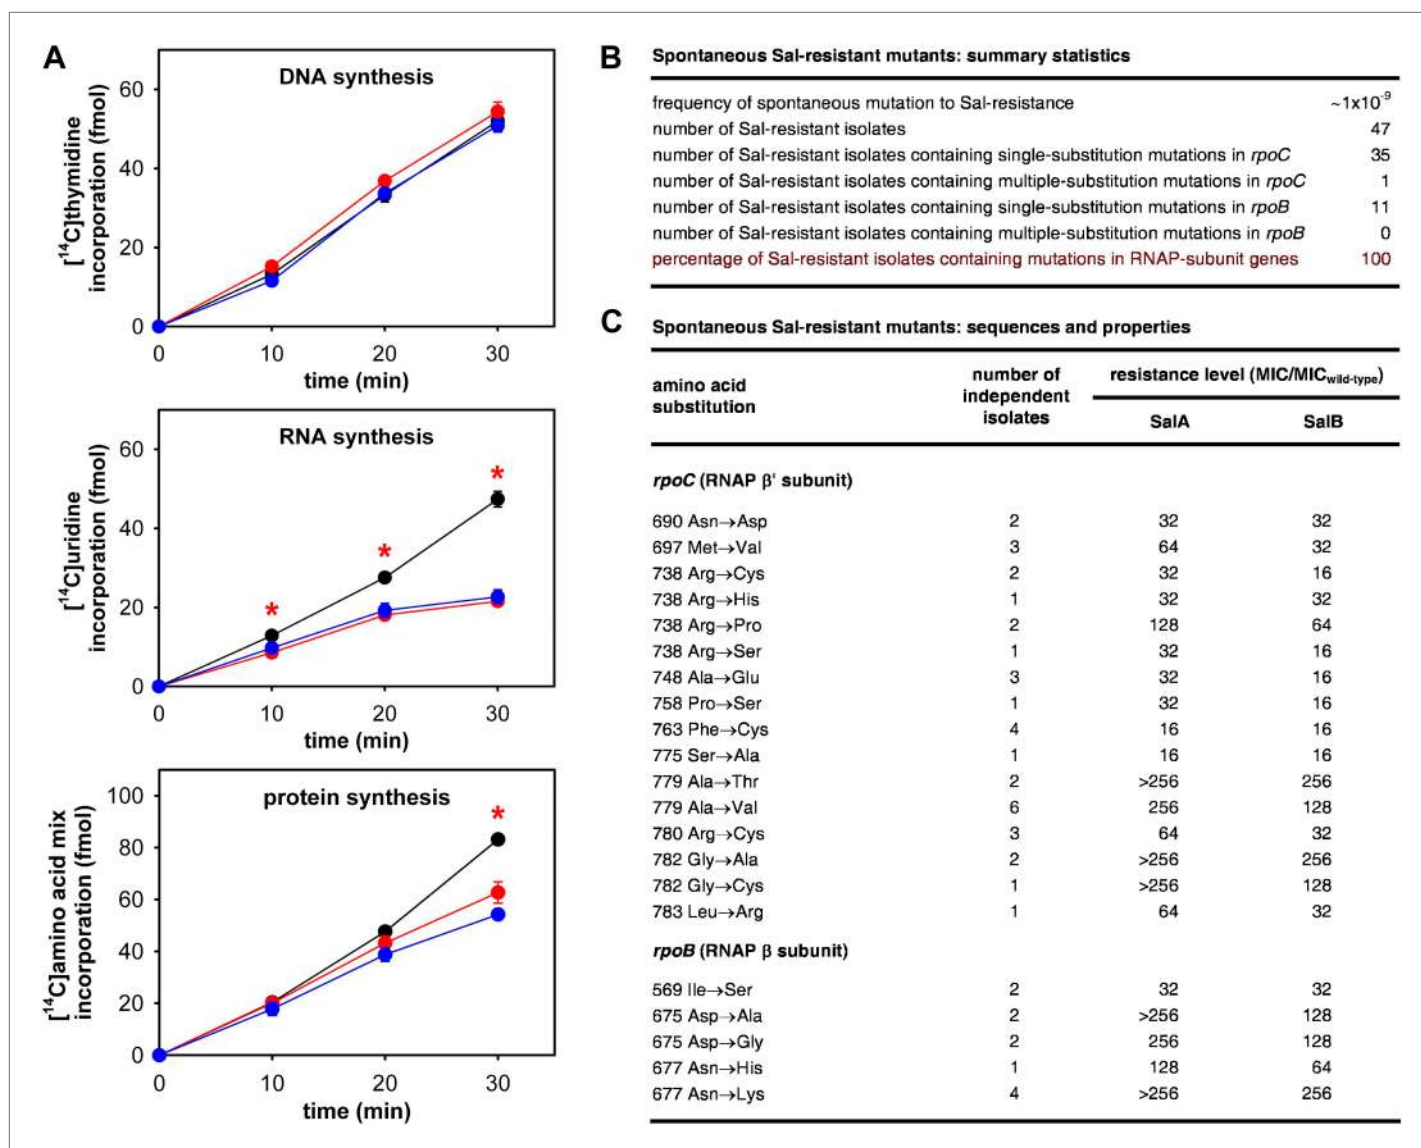 A
DNA synthesis
60
40
20
0
0 10 20 30
time (min)
[¹⁴C]thymidine
incorporation (fmol)
RNA synthesis
60
40
20
0
*
*
*
0 10 20 30
time (min)
[¹⁴C]uridine
incorporation (fmol)
protein synthesis
100
80
60
40
20
0
*
0 10 20 30
time (min)
[¹⁴C]amino acid mix
incorporation (fmol)
B Spontaneous Sal-resistant mutants: summary statistics
frequency of spontaneous mutation to Sal-resistance ~1x10⁻⁹
number of Sal-resistant isolates 47
number of Sal-resistant isolates containing single-substitution mutations in rpoC 35
number of Sal-resistant isolates containing multiple-substitution mutations in rpoC 1
number of Sal-resistant isolates containing single-substitution mutations in rpoB 11
number of Sal-resistant isolates containing multiple-substitution mutations in rpoB 0
percentage of Sal-resistant isolates containing mutations in RNAP-subunit genes 100
C Spontaneous Sal-resistant mutants: sequences and properties
amino acid
substitution
number of
independent
isolates
resistance level (MIC/MICwild-type)
SalA SalB
rpoC (RNAP β' subunit)
690 Asn→Asp 2 32 32
697 Met→Val 3 64 32
738 Arg→Cys 2 32 16
738 Arg→His 1 32 32
738 Arg→Pro 2 128 64
738 Arg→Ser 1 32 16
748 Ala→Glu 3 32 16
758 Pro→Ser 1 32 16
763 Phe→Cys 4 16 16
775 Ser→Ala 1 16 16
779 Ala→Thr 2 >256 256
779 Ala→Val 6 256 128
780 Arg→Cys 3 64 32
782 Gly→Ala 2 >256 256
782 Gly→Cys 1 >256 128
783 Leu→Arg 1 64 32
rpoB (RNAP β subunit)
569 Ile→Ser 2 32 32
675 Asp→Ala 2 >256 128
675 Asp→Gly 2 256 128
677 Asn→His 1 128 64
677 Asn→Lys 4 >256 256